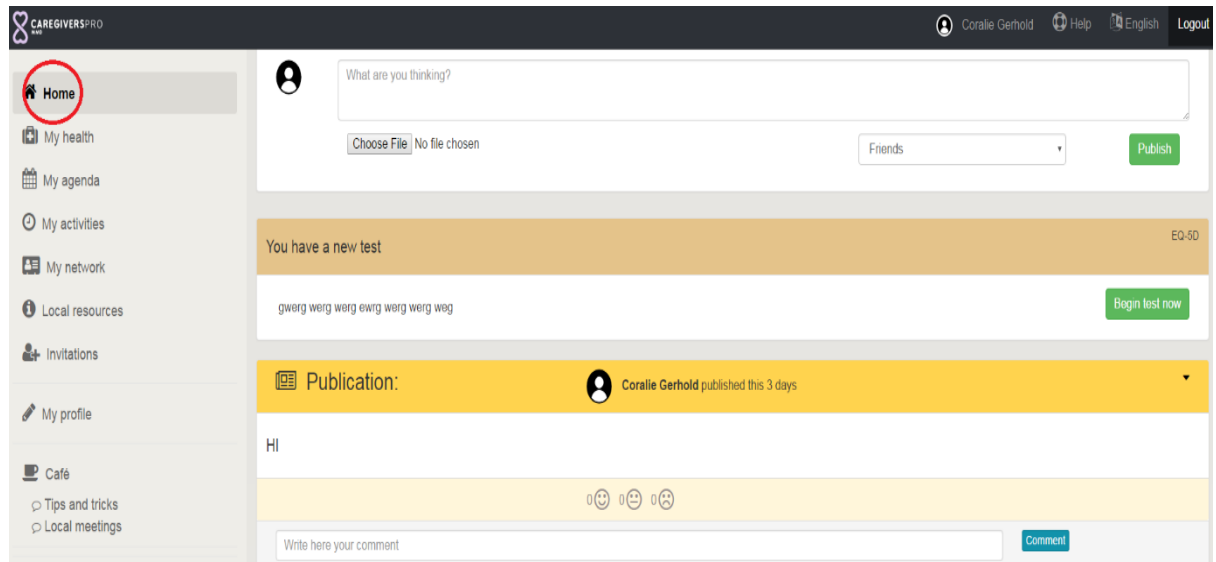 CAREGIVERSPRO
MMD
Coralie Gerhold
Help
English
Logout
Home
My health
My agenda
My activities
My network
Local resources
Invitations
My profile
Café
Tips and tricks
Local meetings
What are you thinking?
Choose File No file chosen
Friends
Publish
You have a new test
EQ-5D
gwerg werg werg ewrg werg werg weg
Begin test now
Publication:
Coralie Gerhold published this 3 days
HI
0 0 0
Write here your comment
Comment